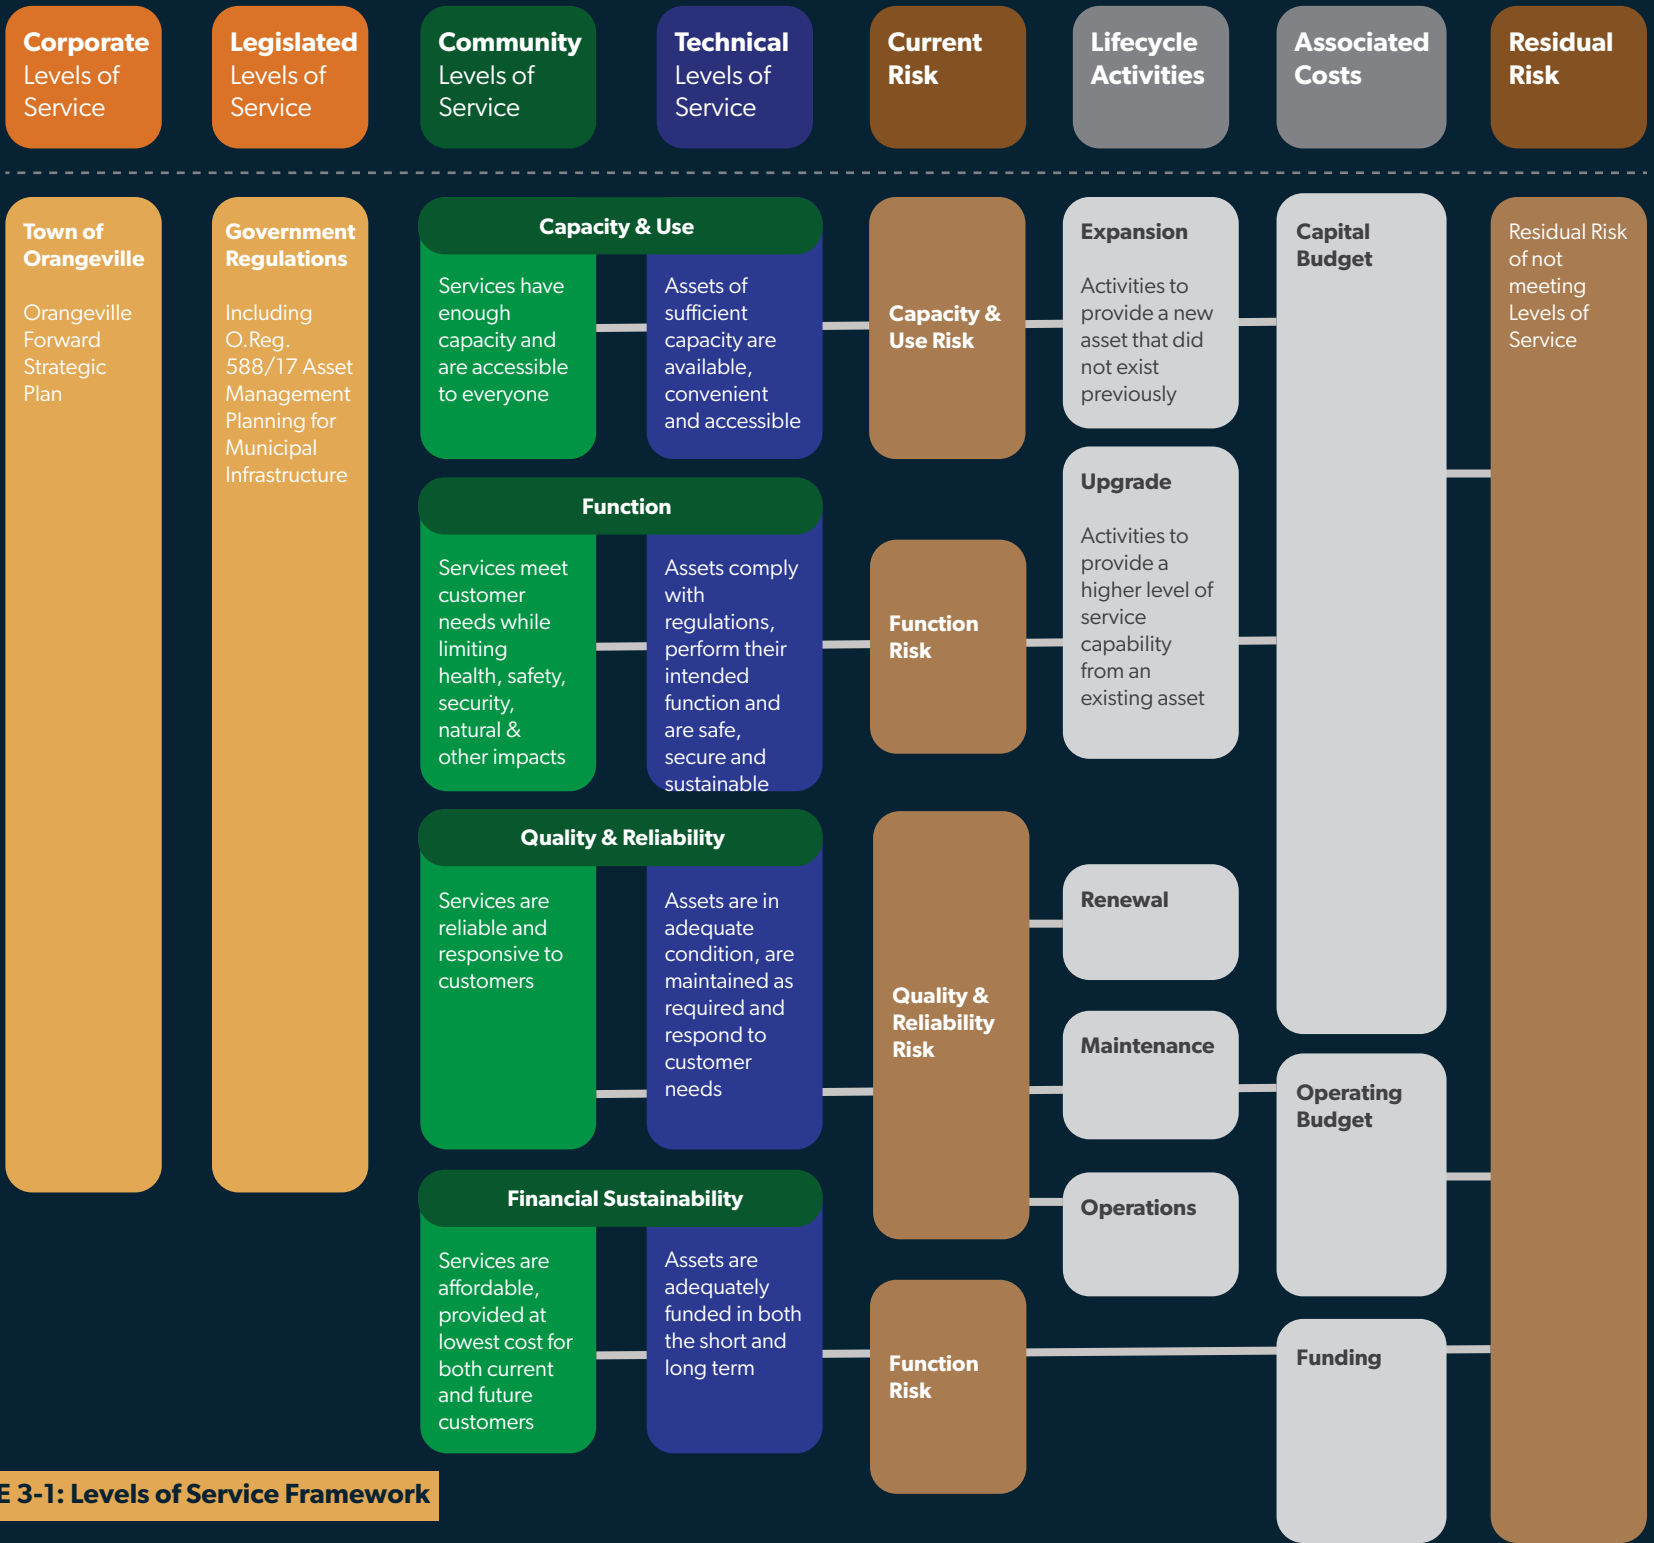 Corporate
Levels of
Service
Legislated
Levels of
Service
Community
Levels of
Service
Technical
Levels of
Service
Current
Risk
Lifecycle
Activities
Associated
Costs
Residual
Risk
Town of
Orangeville
Orangeville
Forward
Strategic
Plan
Government
Regulations
Including
O.Reg.
588/17 Asset
Management
Planning for
Municipal
Infrastructure
Capacity & Use
Services have
enough
capacity and
are accessible
to everyone
Assets of
sufficient
capacity are
available,
convenient
and accessible
Capacity &
Use Risk
Expansion
Activities to
provide a new
asset that did
not exist
previously
Capital
Budget
Residual Risk
of not
meeting
Levels of
Service
Function
Services meet
customer
needs while
limiting
health, safety,
security,
natural &
other impacts
Assets comply
with
regulations,
perform their
intended
function and
are safe,
secure and
sustainable
Function
Risk
Upgrade
Activities to
provide a
higher level of
service
capability
from an
existing asset
Quality & Reliability
Services are
reliable and
responsive to
customers
Assets are in
adequate
condition, are
maintained as
required and
respond to
customer
needs
Quality &
Reliability
Risk
Renewal
Maintenance
Operations
Operating
Budget
Financial Sustainability
Services are
affordable,
provided at
lowest cost for
both current
and future
customers
Assets are
adequately
funded in both
the short and
long term
Function
Risk
Funding
E 3-1: Levels of Service Framework